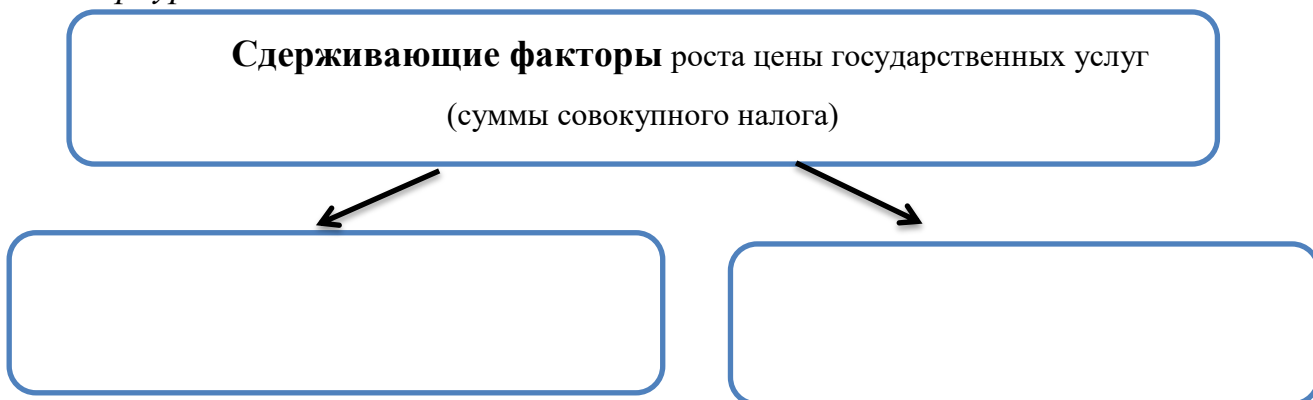 Сдерживающие факторы роста цены государственных услуг
(суммы совокупного налога)